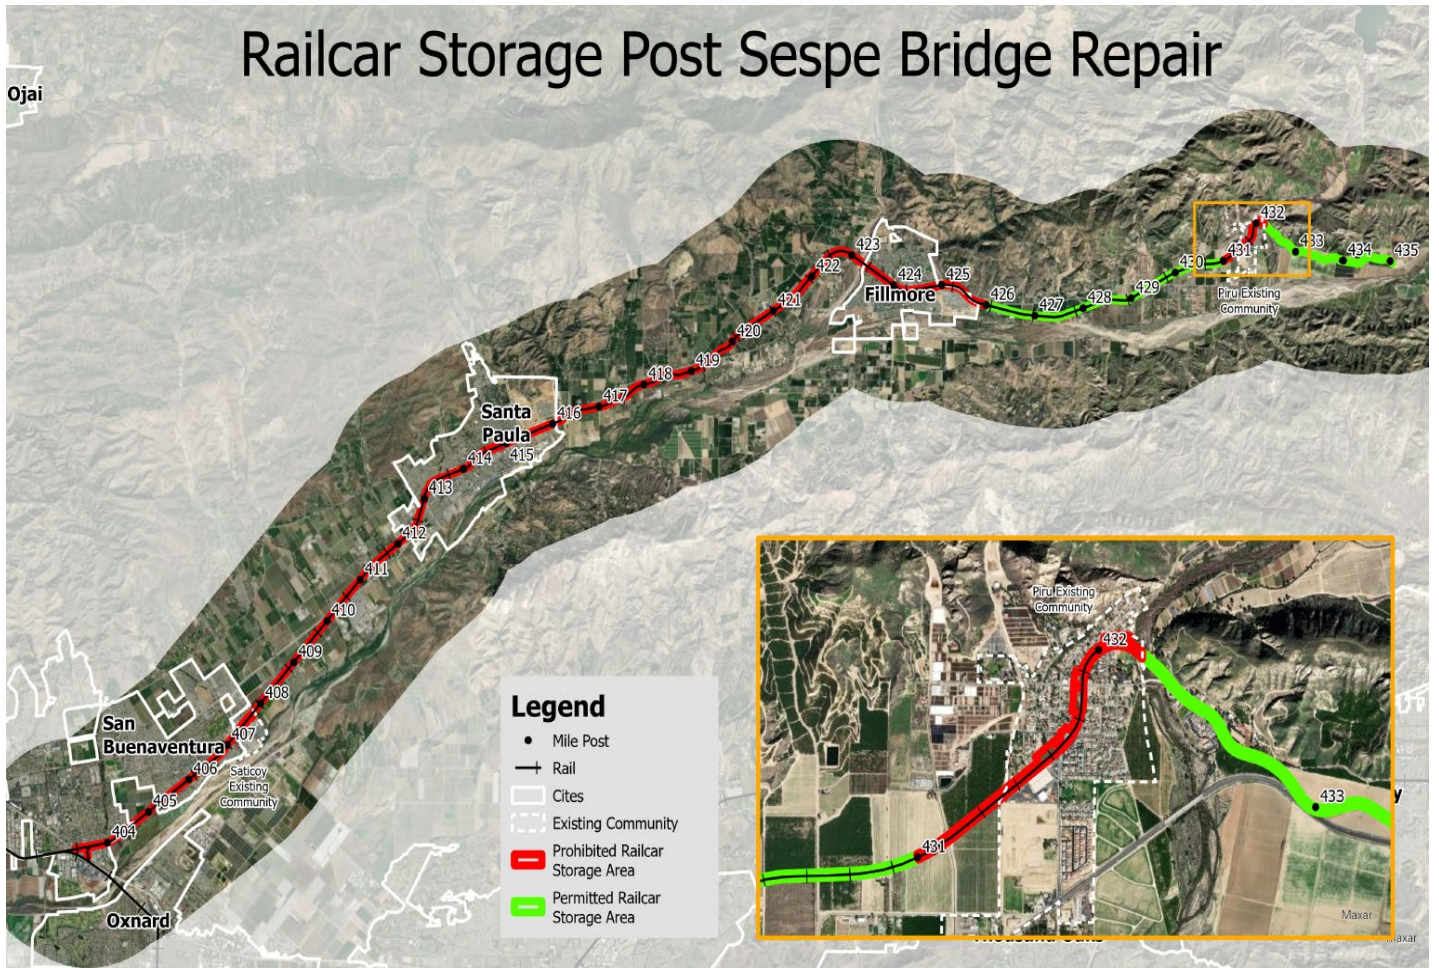 Railcar Storage Post Sespe Bridge Repair
Ojai
432
433
434
435
431
430
429
428
427
426
425
424
423
422
421
420
419
418
417
416
415
414
413
412
411
410
409
408
407
406
405
404
Fillmore
Piru Existing
Community
Santa
Paula
San
Buenaventura
Saticoy
Existing
Community
Oxnard
Legend
Mile Post
Rail
Cites
Existing Community
Prohibited Railcar
Storage Area
Permitted Railcar
Storage Area
Piru Existing
Community
432
431
433
y
Maxar
Maxar